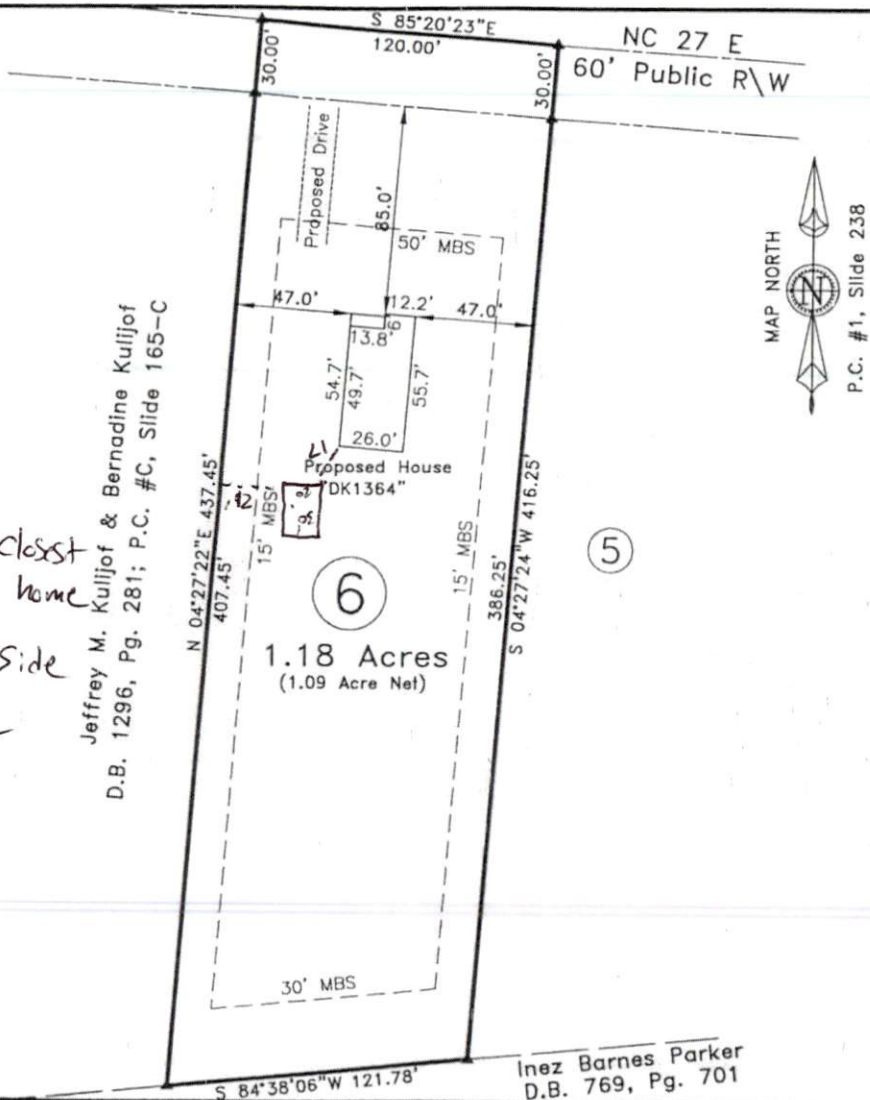 S 85°20'23"E
120.00'
NC 27 E
60' Public R\W
30.00'
30.00'
Proposed Drive
85.0'
50' MBS
MAP NORTH
N
P.C. #1, Slide 238
47.0'
12.2'
47.0'
13.8'
6'
54.7'
49.7'
55.7'
26.0'
Proposed House
"DK1364"
15' MBS
15' MBS
Jeffrey M. Kulijof & Bernadine Kulijof
D.B. 1296, Pg. 281; P.C. #C, Slide 165-C
N 04°27'22"E 437.45'
407.45'
386.25'
S 04°27'24"W 416.25'
5
closest
home
Side
6
1.18 Acres
(1.09 Acre Net)
30' MBS
S 84°38'06"W 121.78'
Inez Barnes Parker
D.B. 769, Pg. 701